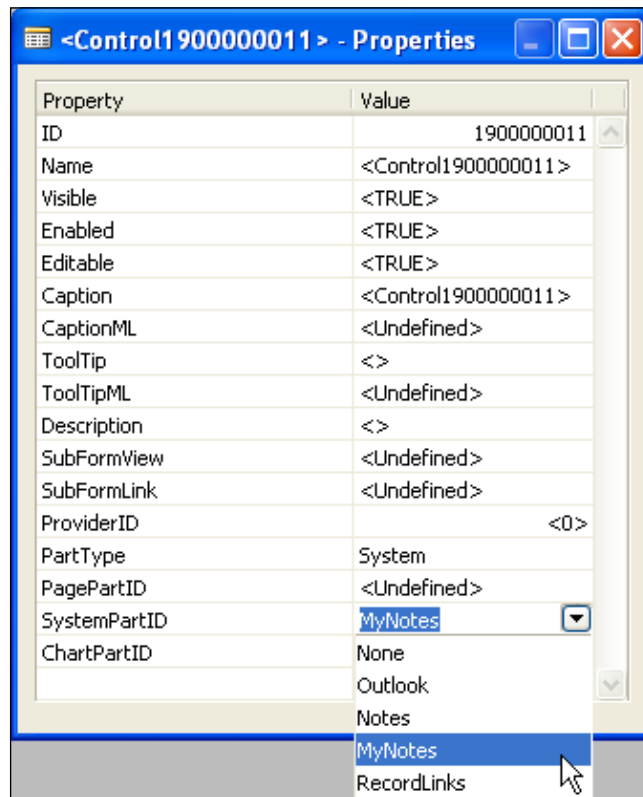 <Control1900000011> - Properties
Property Value
ID 1900000011
Name <Control1900000011>
Visible <TRUE>
Enabled <TRUE>
Editable <TRUE>
Caption <Control1900000011>
CaptionML <Undefined>
ToolTip <>
ToolTipML <Undefined>
Description <>
SubFormView <Undefined>
SubFormLink <Undefined>
ProviderID <0>
PartType System
PagePartID <Undefined>
SystemPartID MyNotes
ChartPartID None
Outlook
Notes
MyNotes
RecordLinks